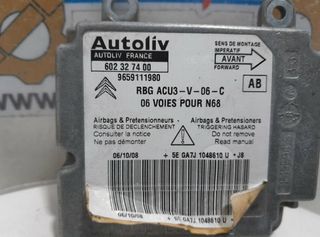 Autoliv
AUTOLIV FRANCE
602 32 74 00
9659111980
SENS DE MONTAGE
IMPERATIF
AVANT
FORWARD
AB
RBG ACU3-V-06-C
06 VOIES POUR N68
Airbags & Pretensionneurs
RISQUE DE DECLENCHEMENT
Consulter la notice
Ne pas démonter
Airbags & Pretensioners
TRIGGERING HAZARD
Do not remove
Read manual
06/10/08
+ 5E GA7J 1048610 U +J8